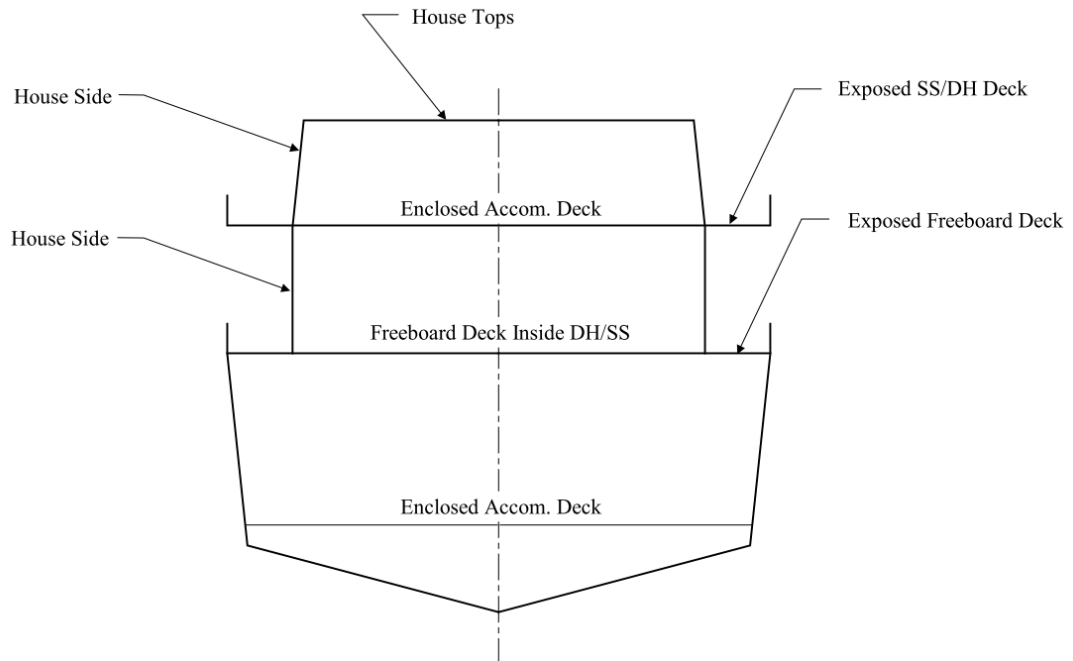 House Tops
House Side
Exposed SS/DH Deck
Enclosed Accom. Deck
House Side
Exposed Freeboard Deck
Freeboard Deck Inside DH/SS
Enclosed Accom. Deck